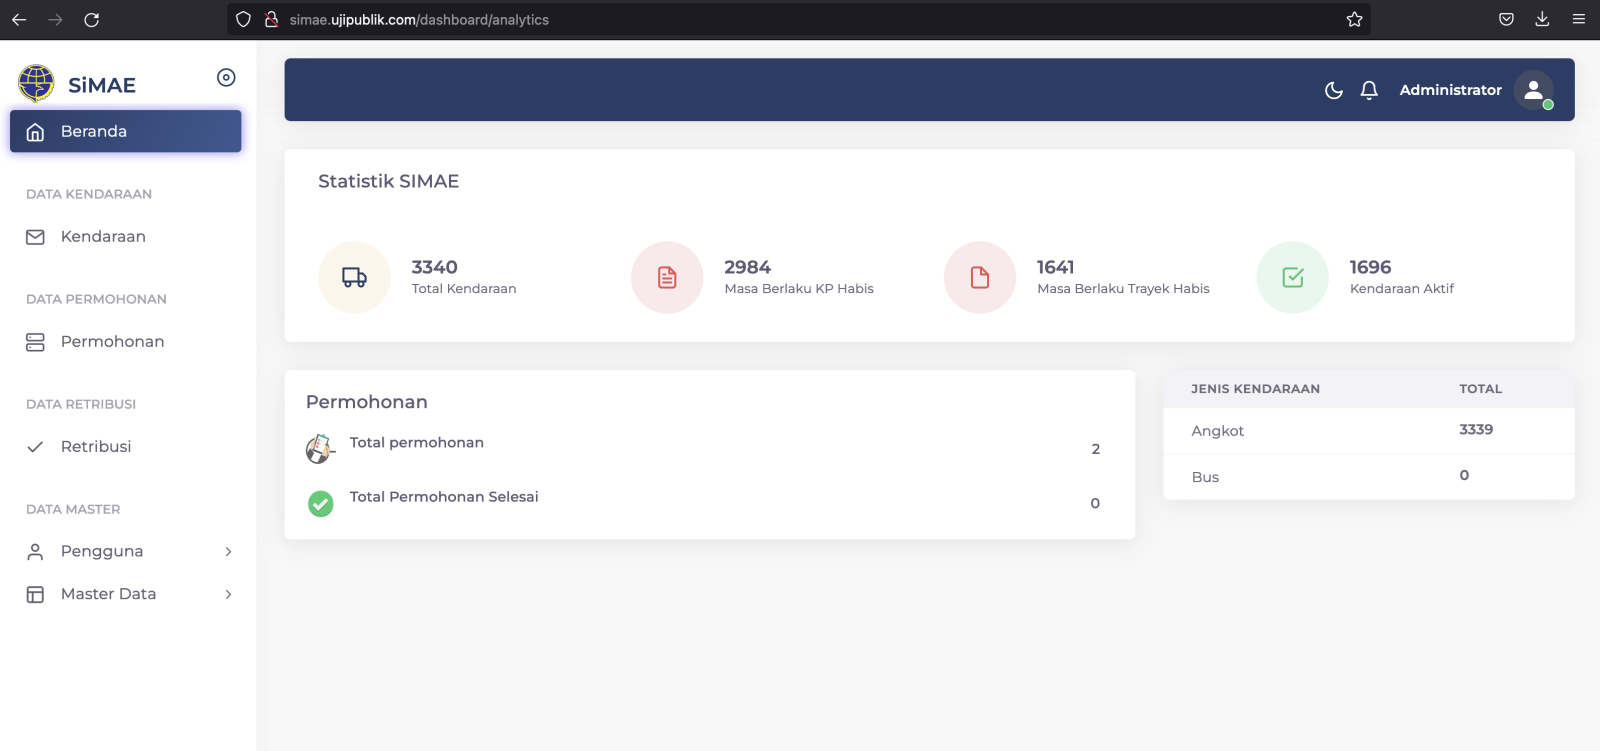 simae.ujipublik.com/dashboard/analytics
SiMAE
Beranda
DATA KENDARAAN
Kendaraan
DATA PERMOHONAN
Permohonan
DATA RETRIBUSI
Retribusi
DATA MASTER
Pengguna
Master Data
Administrator
Statistik SIMAE
3340
Total Kendaraan
2984
Masa Berlaku KP Habis
1641
Masa Berlaku Trayek Habis
1696
Kendaraan Aktif
Permohonan
Total permohonan 2
Total Permohonan Selesai 0
JENIS KENDARAAN TOTAL
Angkot 3339
Bus 0